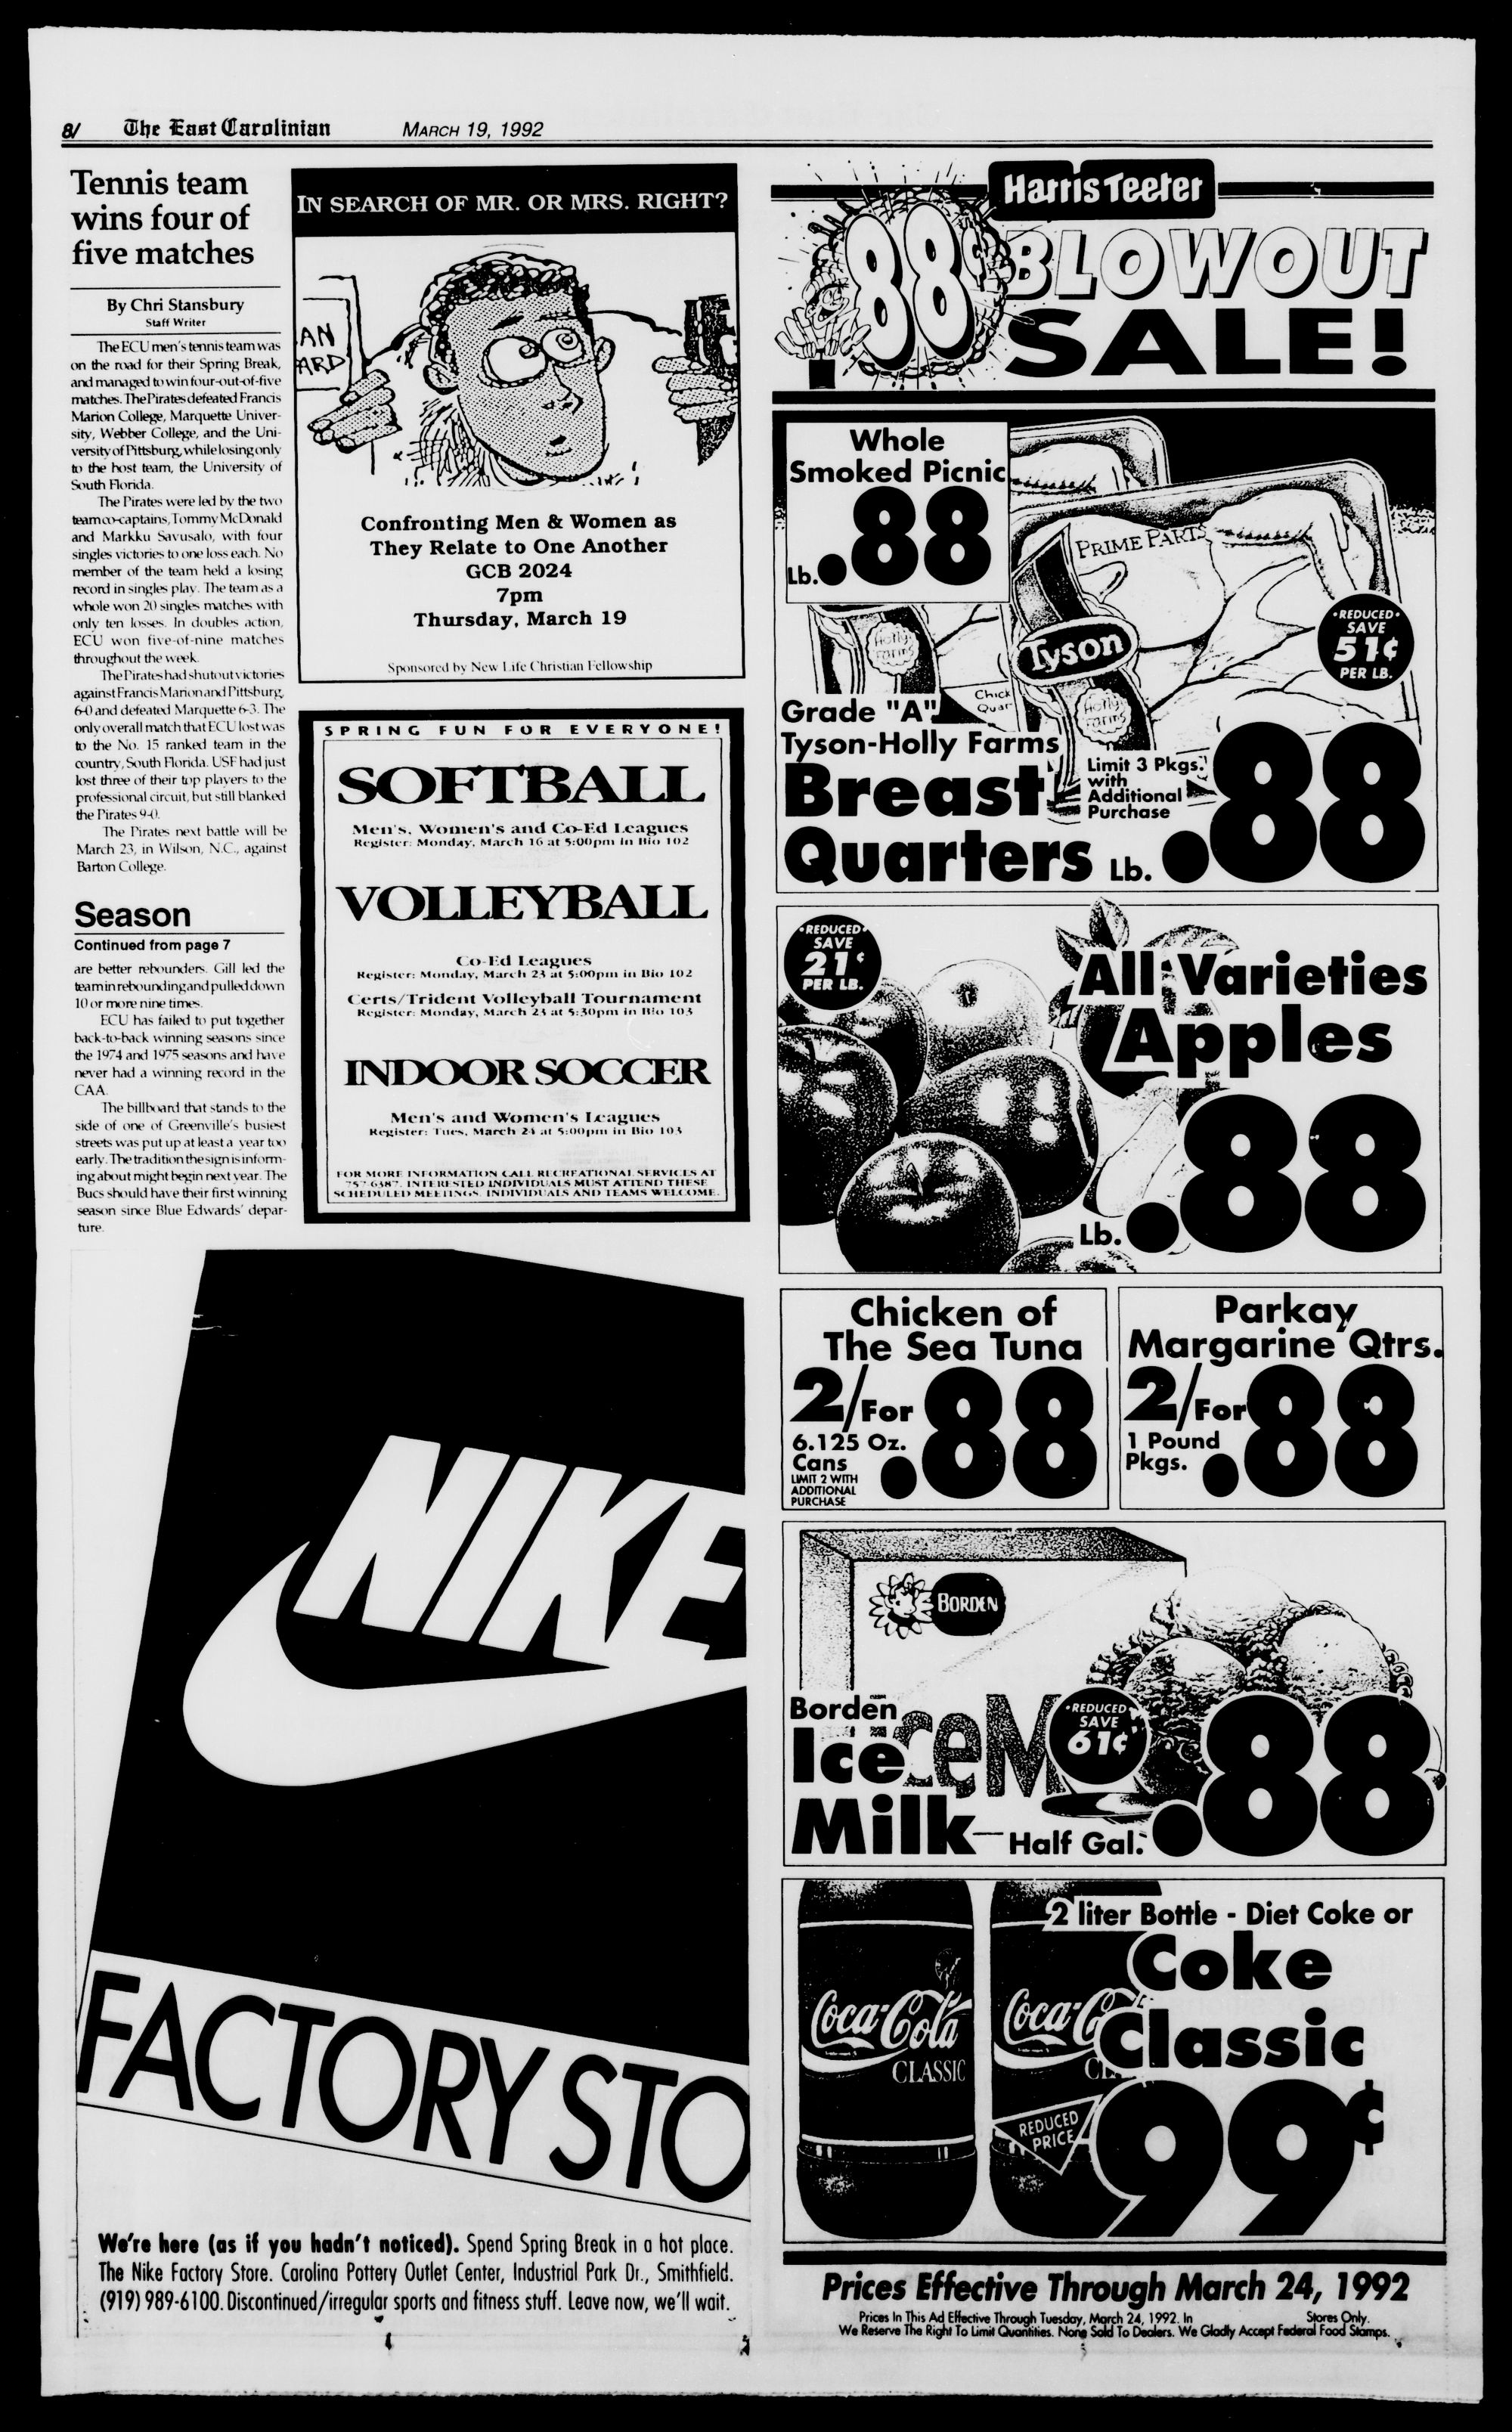 8/ The East Carolinian MARCH 19, 1992
Tennis team
wins four of
five matches
By Chri Stansbury
Staff Writer
The ECU men's tennis team was
on the road for their Spring Break,
and managed to win four-out-of-five
matches. The Pirates defeated Francis
Marion College, Marquette Univer-
sity, Webber College, and the Uni-
versity of Pittsburg, while losing only
to the host team, the University of
South Florida.
The Pirates were led by the two
team co-captains, Tommy McDonald
and Markku Savusalo, with four
singles victories to one loss each. No
member of the team held a losing
record in singles play. The team as a
whole won 20 singles matches with
only ten losses. In doubles action,
ECU won five-of-nine matches
throughout the week.
The Pirates had shutout victories
against Francis Marion and Pittsburg,
6-0 and defeated Marquette 6-3. The
only overall match that ECU lost was
to the No. 15 ranked team in the
country, South Florida. USF had just
lost three of their top players to the
professional circuit, but still blanked
the Pirates 9-0.
The Pirates next battle will be
March 23, in Wilson, N.C., against
Barton College.
Season
Continued from page 7
are better rebounders. Gill led the
team in rebounding and pulled down
10 or more nine times.
ECU has failed to put together
back-to-back winning seasons since
the 1974 and 1975 seasons and have
never had a winning record in the
CAA.
The billboard that stands to the
side of one of Greenville's busiest
streets was put up at least a year too
early. The tradition the sign is inform-
ing about might begin next year. The
Bucs should have their first winning
season since Blue Edwards' depar-
ture.
IN SEARCH OF MR. OR MRS. RIGHT?
AN
ARD
Confronting Men & Women as
They Relate to One Another
GCB 2024
7pm
Thursday, March 19
Sponsored by New Life Christian Fellowship
SPRING FUN FOR EVERYONE!
SOFTBALL
Men's, Women's and Co-Ed Leagues
Register: Monday, March 16 at 5:00pm in Bio 102
VOLLEYBALL
Co-Ed Leagues
Register: Monday, March 23 at 5:00pm in Bio 102
Certs/Trident Volleyball Tournament
Register: Monday, March 23 at 5:30pm in Bio 103
INDOOR SOCCER
Men's and Women's Leagues
Register: Tues, March 24 at 5:00pm in Bio 103
FOR MORE INFORMATION CALL RECREATIONAL SERVICES AT
757-6387. INTERESTED INDIVIDUALS MUST ATTEND THESE
SCHEDULED MEETINGS. INDIVIDUALS AND TEAMS WELCOME.
NIKE
FACTORY STO
We're here (as if you hadn't noticed). Spend Spring Break in a hot place.
The Nike Factory Store. Carolina Pottery Outlet Center, Industrial Park Dr., Smithfield.
(919) 989-6100. Discontinued/irregular sports and fitness stuff. Leave now, we'll wait.
Harris Teeter
88¢ BLOWOUT
SALE!
Whole
Smoked Picnic
Lb. .88
PRIME PARTS
Tyson
Holly
Farms
Holly
Farms
Chick
Quar
•REDUCED•
SAVE
51¢
PER LB.
Grade "A"
Tyson-Holly Farms
Breast
Quarters Lb. .88
Limit 3 Pkgs.
with
Additional
Purchase
•REDUCED•
SAVE
21¢
PER LB.
All Varieties
Apples
Lb. .88
Chicken of
The Sea Tuna
2/For .88
6.125 Oz.
Cans
LIMIT 2 WITH
ADDITIONAL
PURCHASE
Parkay
Margarine Qtrs.
2/For .88
1 Pound
Pkgs.
BORDEN
Ice M
•REDUCED•
SAVE
61¢
Borden
Ice
Milk - Half Gal. .88
2 liter Bottle - Diet Coke or
Coke
Classic
99¢
Coca-Cola
CLASSIC
Coca-C
CL
REDUCED
PRICE
Prices Effective Through March 24, 1992
Prices In This Ad Effective Through Tuesday, March 24, 1992. In Stores Only.
We Reserve The Right To Limit Quantities. None Sold To Dealers. We Gladly Accept Federal Food Stamps.